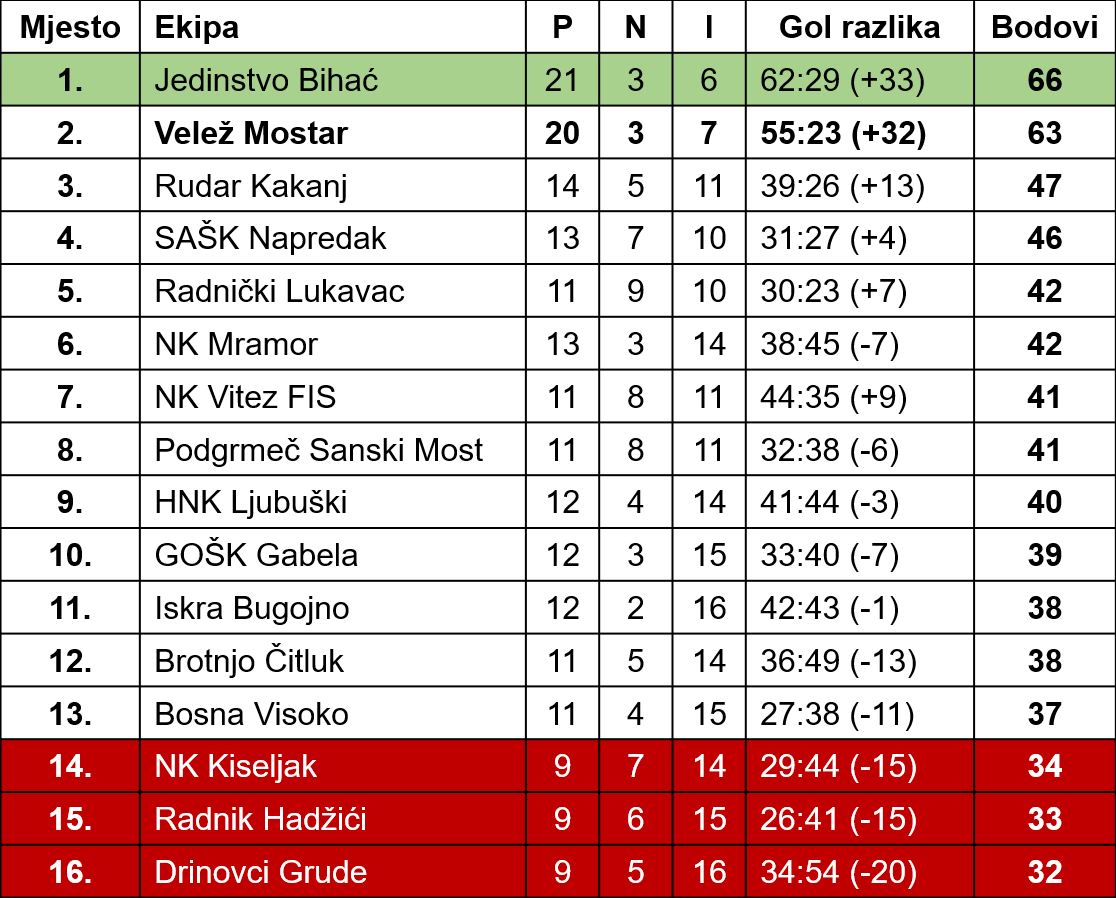 Mjesto Ekipa P N I Gol razlika Bodovi
1. Jedinstvo Bihać 21 3 6 62:29 (+33) 66
2. Velež Mostar 20 3 7 55:23 (+32) 63
3. Rudar Kakanj 14 5 11 39:26 (+13) 47
4. SAŠK Napredak 13 7 10 31:27 (+4) 46
5. Radnički Lukavac 11 9 10 30:23 (+7) 42
6. NK Mramor 13 3 14 38:45 (-7) 42
7. NK Vitez FIS 11 8 11 44:35 (+9) 41
8. Podgrmeč Sanski Most 11 8 11 32:38 (-6) 41
9. HNK Ljubuški 12 4 14 41:44 (-3) 40
10. GOŠK Gabela 12 3 15 33:40 (-7) 39
11. Iskra Bugojno 12 2 16 42:43 (-1) 38
12. Brotnjo Čitluk 11 5 14 36:49 (-13) 38
13. Bosna Visoko 11 4 15 27:38 (-11) 37
14. NK Kiseljak 9 7 14 29:44 (-15) 34
15. Radnik Hadžići 9 6 15 26:41 (-15) 33
16. Drinovci Grude 9 5 16 34:54 (-20) 32